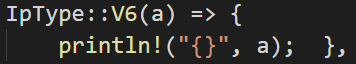 IpType::V6(a) => {
println!("{}", a);  },